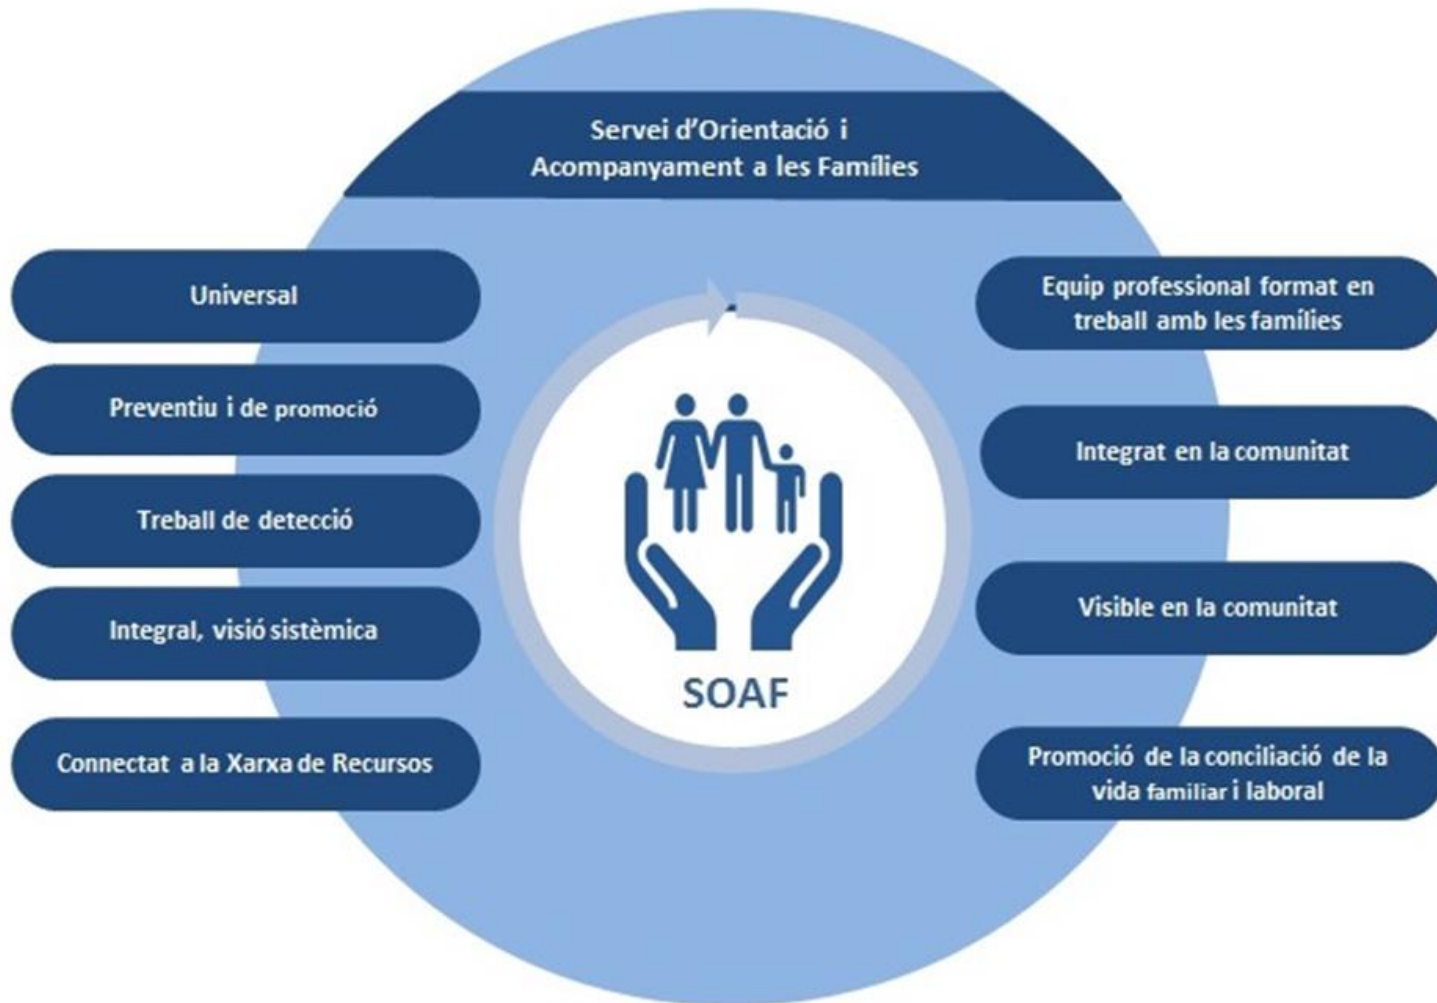 Servei d'Orientació i
Acompanyament a les Famílies
Universal
Preventiu i de promoció
Treball de detecció
Integral, visió sistèmica
Connectat a la Xarxa de Recursos
SOAF
Equip professional format en
treball amb les famílies
Integrat en la comunitat
Visible en la comunitat
Promoció de la conciliació de la
vida familiar i laboral